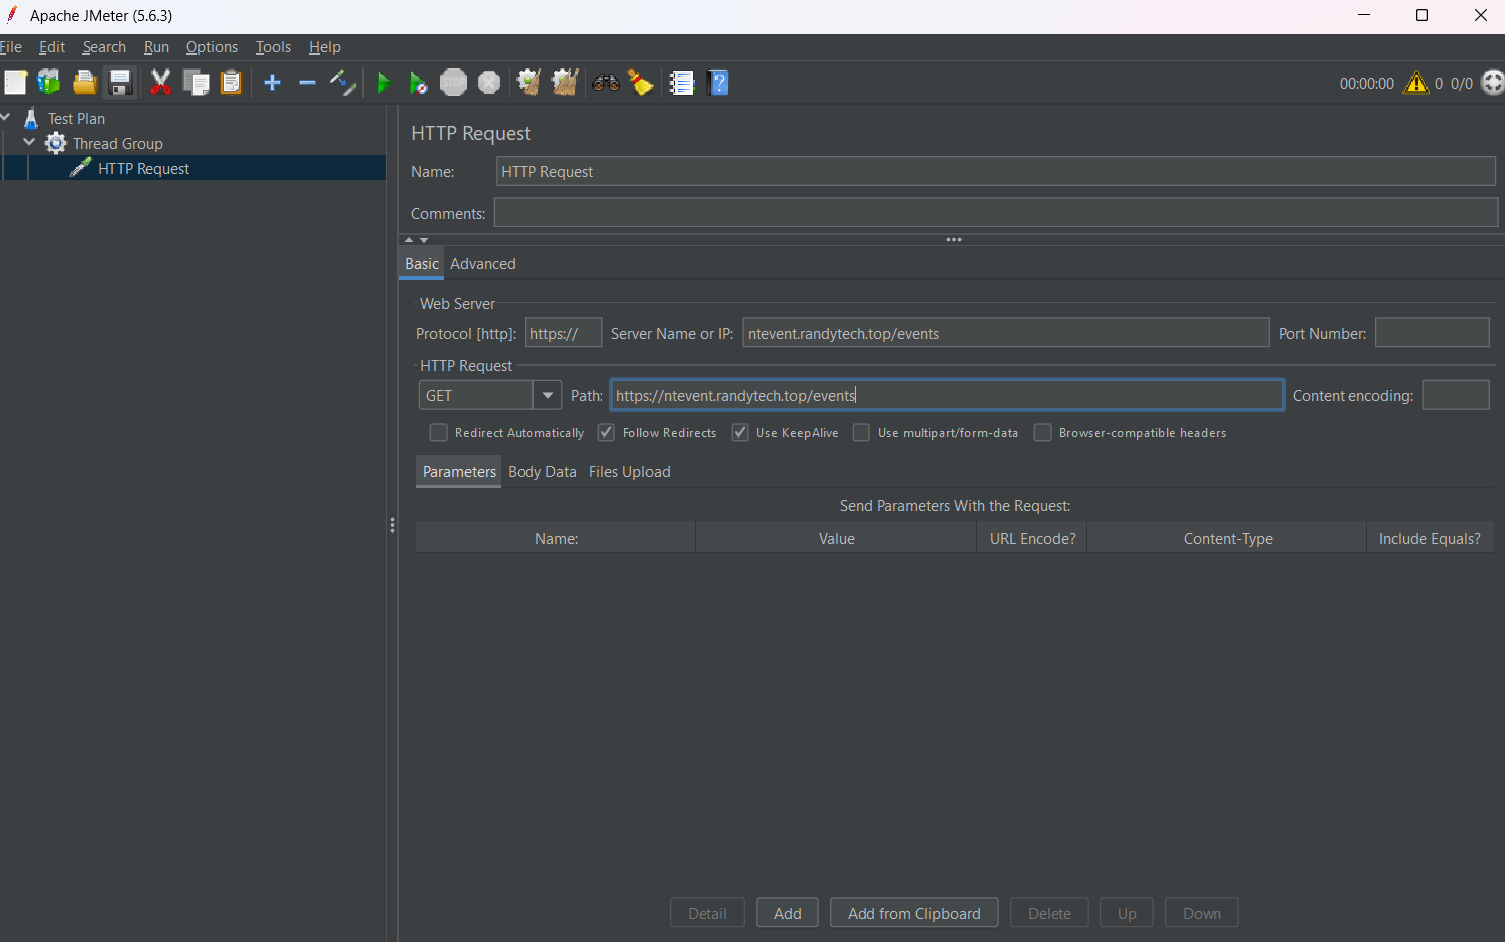 Apache JMeter (5.6.3)
File Edit Search Run Options Tools Help
STOP
00:00:00 0 0/0
Test Plan
Thread Group
HTTP Request
HTTP Request
Name: HTTP Request
Comments:
Basic Advanced
Web Server
Protocol [http]: https:// Server Name or IP: ntevent.randytech.top/events Port Number:
HTTP Request
GET Path: https://ntevent.randytech.top/events Content encoding:
Redirect Automatically Follow Redirects Use KeepAlive Use multipart/form-data Browser-compatible headers
Parameters Body Data Files Upload
Send Parameters With the Request:
Name: Value URL Encode? Content-Type Include Equals?
Detail Add Add from Clipboard Delete Up Down